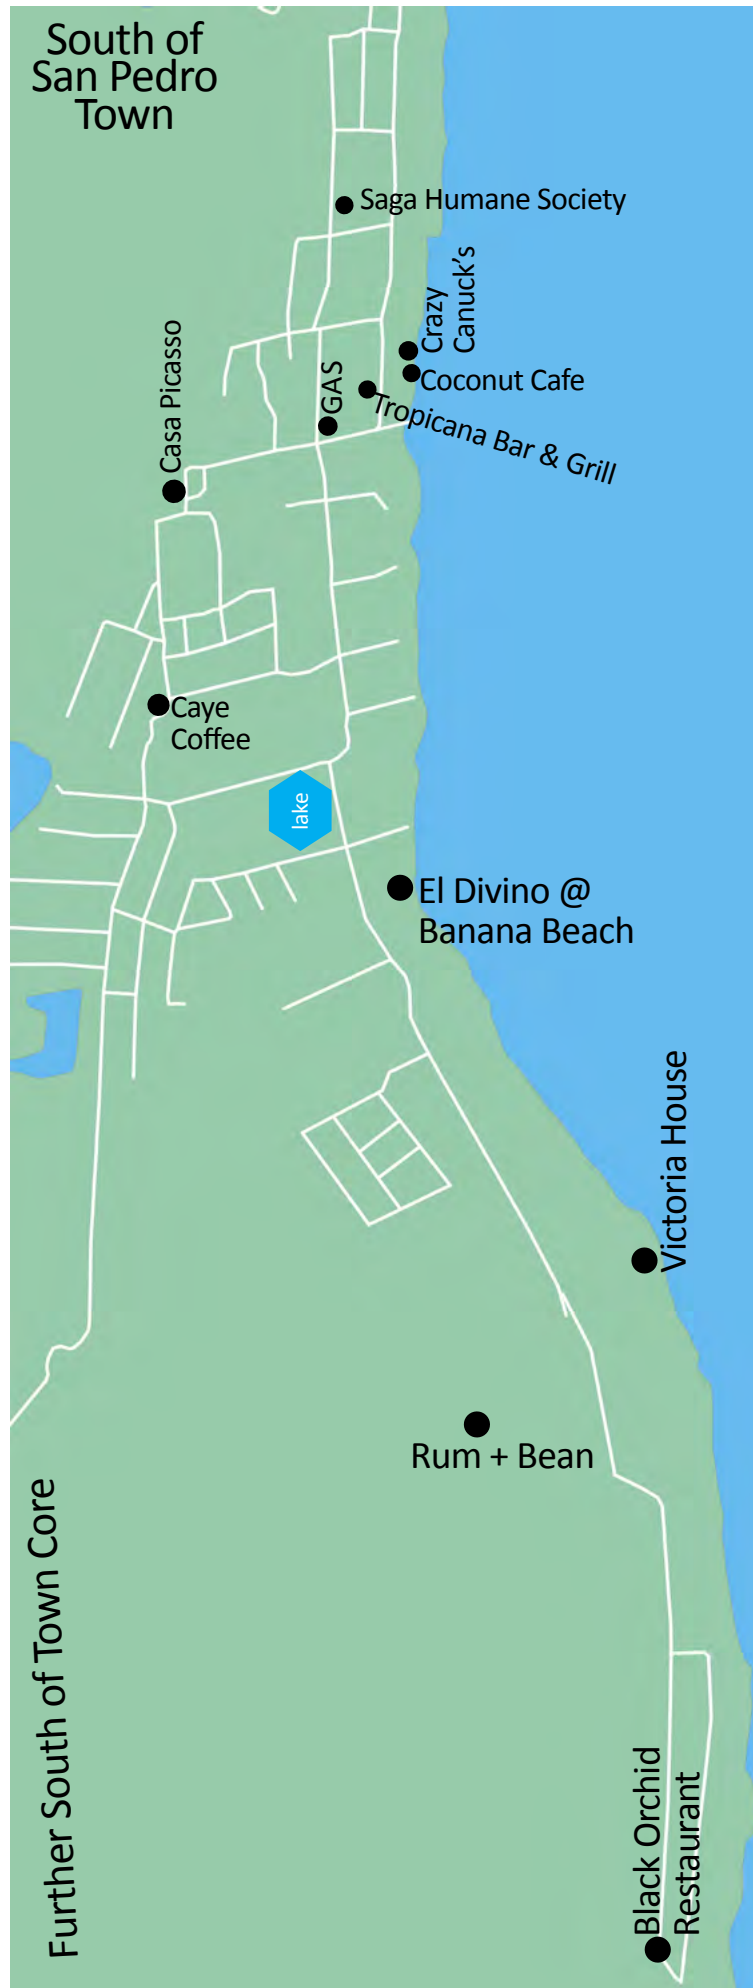 South of
San Pedro
Town
Saga Humane Society
Crazy
Canuck’s
Coconut Cafe
Casa Picasso
GAS
Tropicana Bar & Grill
Caye
Coffee
lake
El Divino @
Banana Beach
Victoria House
Rum + Bean
Further South of Town Core
Black Orchid
Restaurant